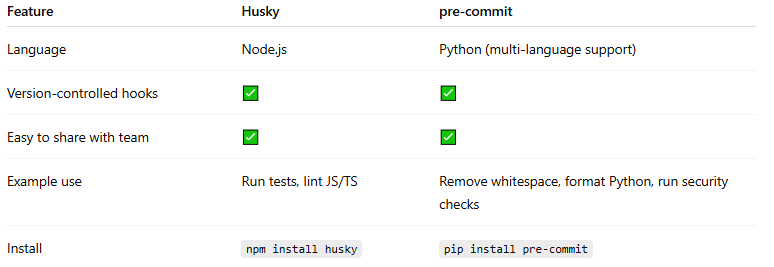 Feature Husky pre-commit
Language Node.js Python (multi-language support)
Version-controlled hooks ✅ ✅
Easy to share with team ✅ ✅
Example use Run tests, lint JS/TS Remove whitespace, format Python, run security
checks
Install npm install husky pip install pre-commit